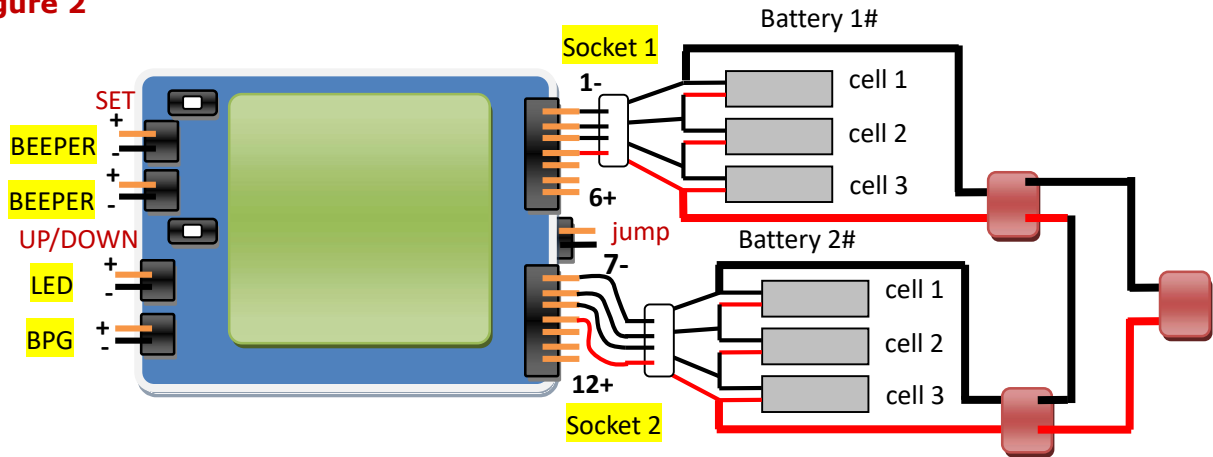 gure 2
Battery 1#
Socket 1
1-
cell 1
cell 2
cell 3
6+
SET
+
BEEPER
-
+
BEEPER
-
UP/DOWN
+
LED
-
+
BPG
-
jump
Battery 2#
7-
cell 1
cell 2
cell 3
12+
Socket 2